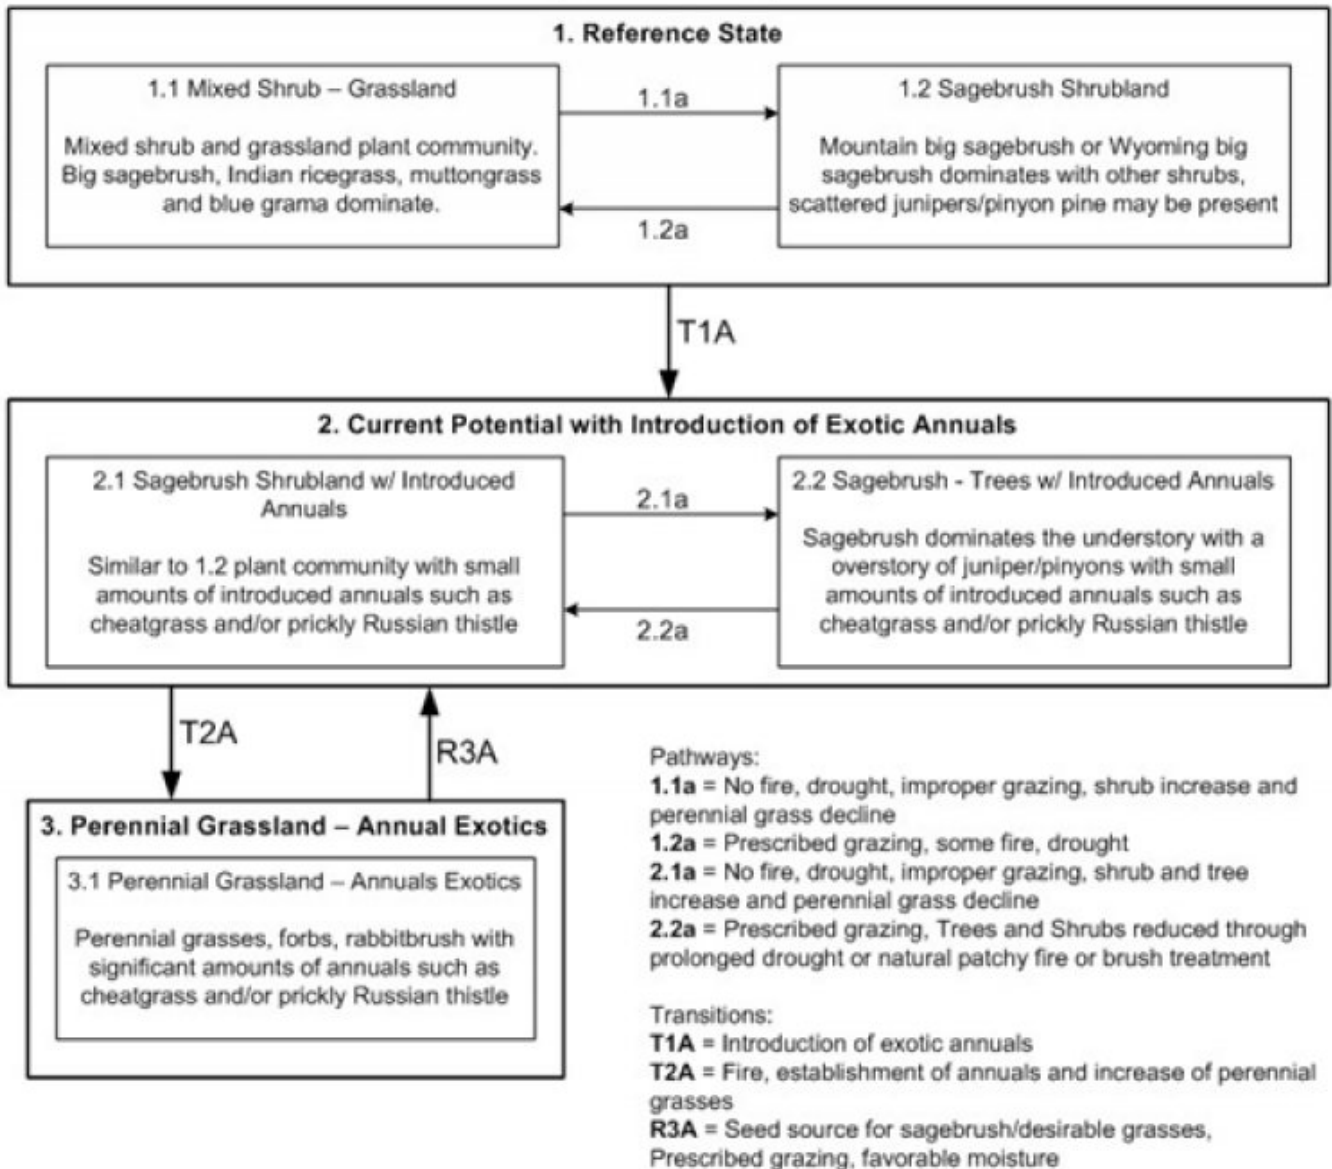 1. Reference State
1.1 Mixed Shrub – Grassland
Mixed shrub and grassland plant community.
Big sagebrush, Indian ricegrass, muttongrass
and blue grama dominate.
1.1a
1.2a
1.2 Sagebrush Shrubland
Mountain big sagebrush or Wyoming big
sagebrush dominates with other shrubs,
scattered junipers/pinyon pine may be present
T1A
2. Current Potential with Introduction of Exotic Annuals
2.1 Sagebrush Shrubland w/ Introduced
Annuals
Similar to 1.2 plant community with small
amounts of introduced annuals such as
cheatgrass and/or prickly Russian thistle
2.1a
2.2a
2.2 Sagebrush - Trees w/ Introduced Annuals
Sagebrush dominates the understory with a
overstory of juniper/pinyons with small
amounts of introduced annuals such as
cheatgrass and/or prickly Russian thistle
T2A
R3A
3. Perennial Grassland – Annual Exotics
3.1 Perennial Grassland – Annuals Exotics
Perennial grasses, forbs, rabbitbrush with
significant amounts of annuals such as
cheatgrass and/or prickly Russian thistle
Pathways:
1.1a = No fire, drought, improper grazing, shrub increase and
perennial grass decline
1.2a = Prescribed grazing, some fire, drought
2.1a = No fire, drought, improper grazing, shrub and tree
increase and perennial grass decline
2.2a = Prescribed grazing, Trees and Shrubs reduced through
prolonged drought or natural patchy fire or brush treatment
Transitions:
T1A = Introduction of exotic annuals
T2A = Fire, establishment of annuals and increase of perennial
grasses
R3A = Seed source for sagebrush/desirable grasses,
Prescribed grazing, favorable moisture